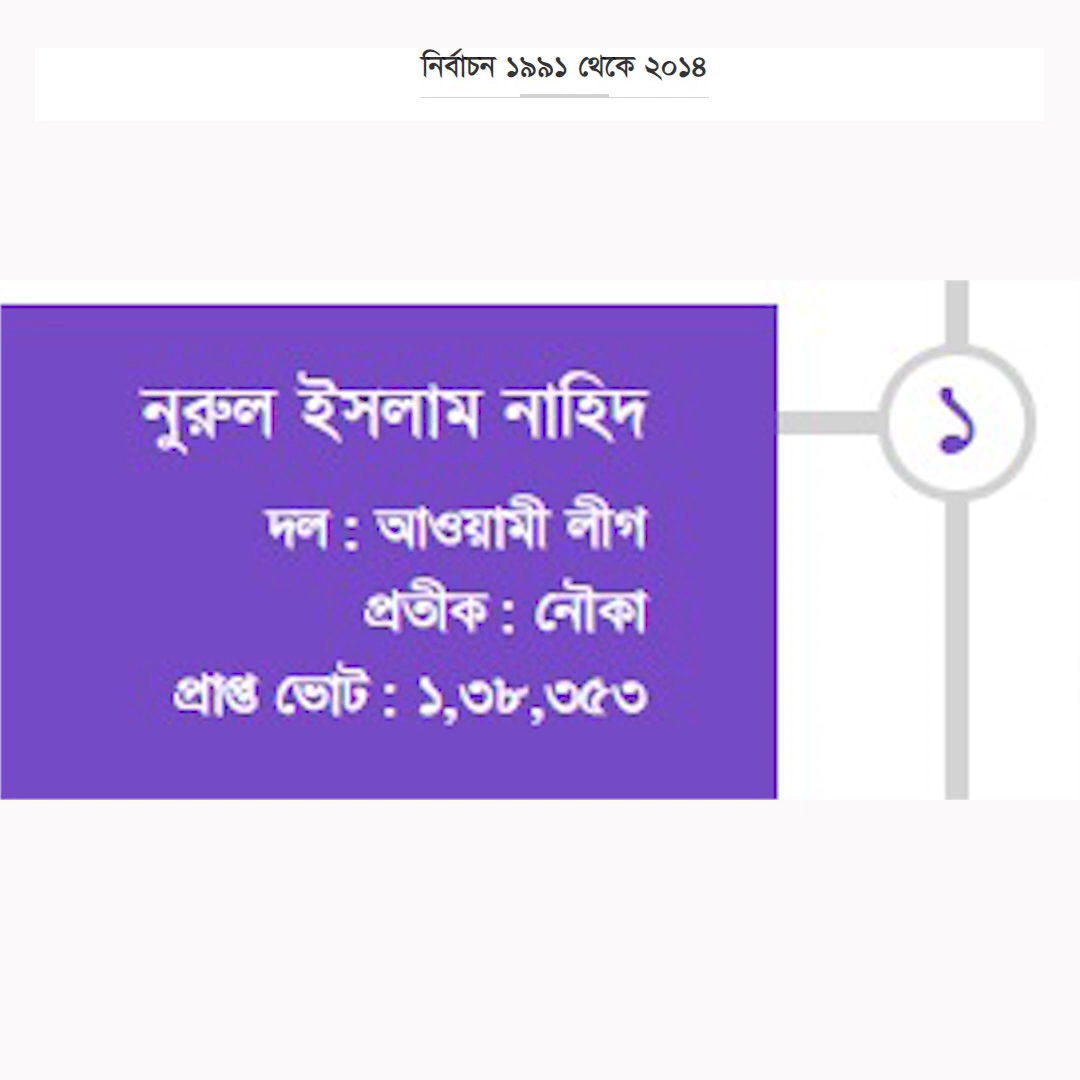 নির্বাচন ১৯৯১ থেকে ২০১৪
নুরুল ইসলাম নাহিদ
১
দল : আওয়ামী লীগ
প্রতীক : নৌকা
প্রাপ্ত ভোট : ১,৩৮,৩৫৩